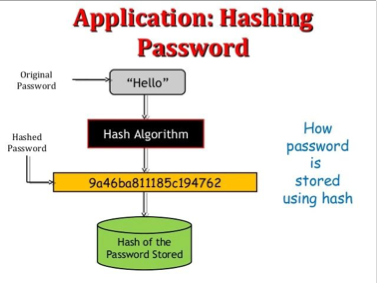 Application: Hashing
Password
Original
Password
“Hello”
Hash Algorithm
Hashed
Password
9a46ba811185c194762
Hash of the
Password Stored
How
password
is
stored
using hash